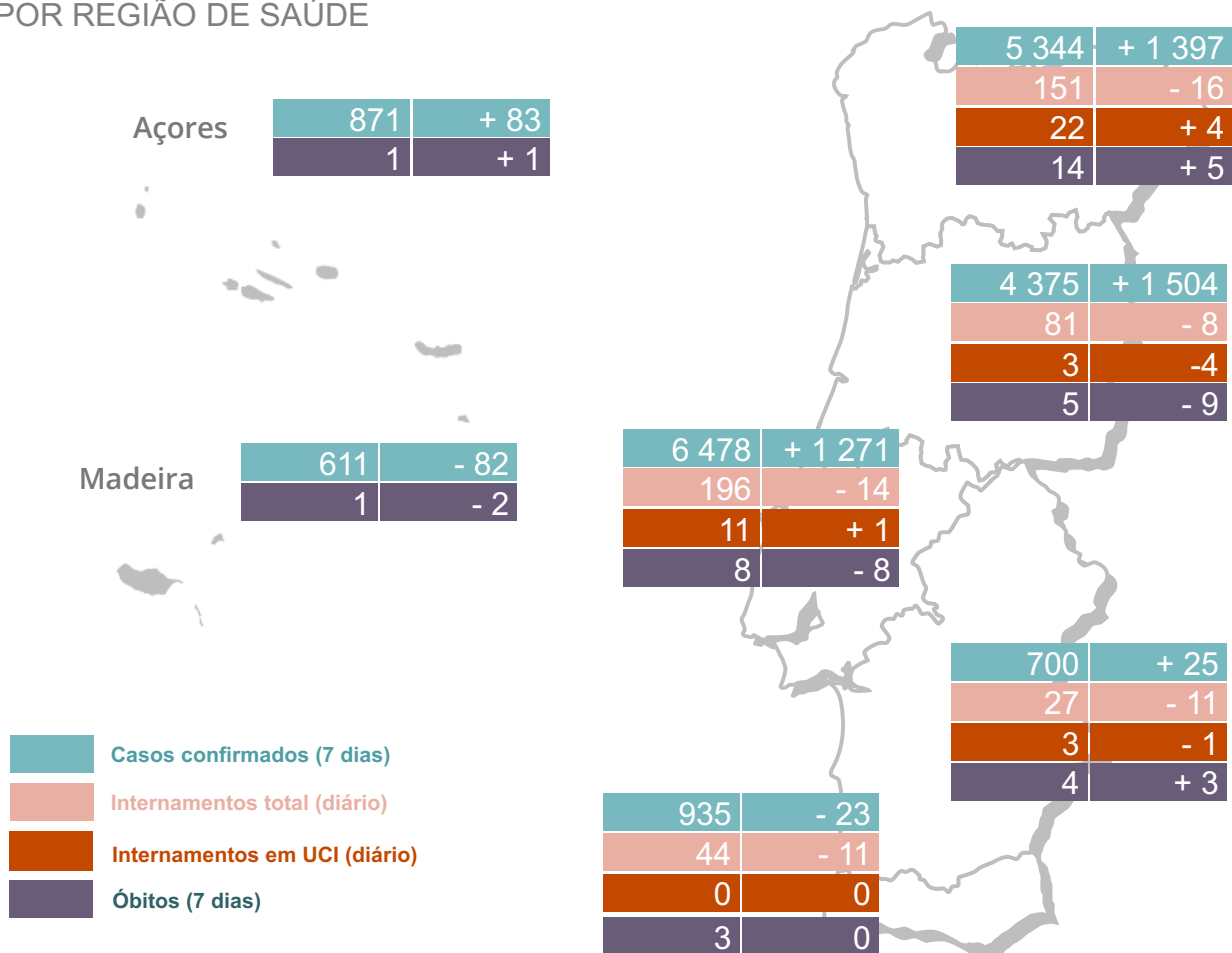 POR REGIÃO DE SAÚDE
5 344 + 1 397
151 - 16
22 + 4
14 + 5
Açores
871 + 83
1 + 1
4 375 + 1 504
81 - 8
3 -4
5 - 9
Madeira
611 - 82
1 - 2
6 478 + 1 271
196 - 14
11 + 1
8 - 8
700 + 25
27 - 11
3 - 1
4 + 3
Casos confirmados (7 dias)
Internamentos total (diário)
Internamentos em UCI (diário)
Óbitos (7 dias)
935 - 23
44 - 11
0 0
3 0